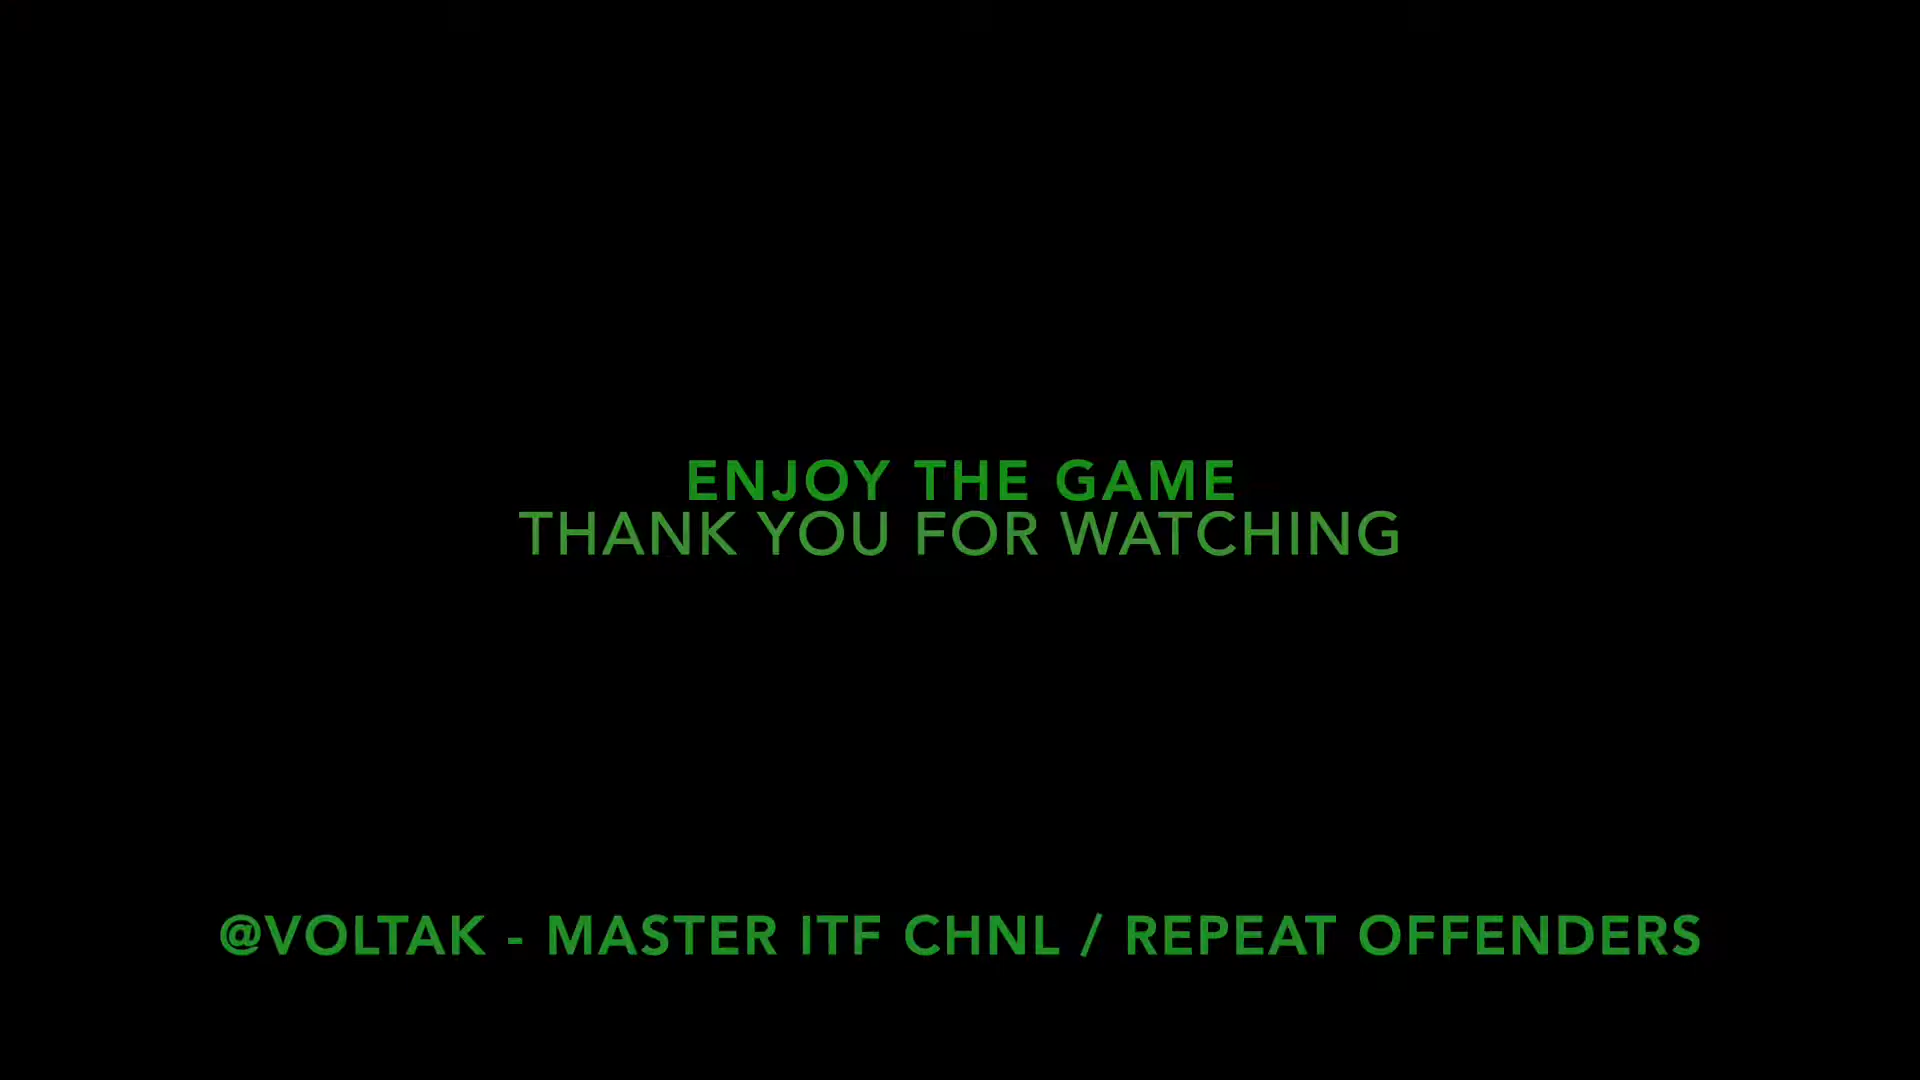 ENJOY THE GAME
THANK YOU FOR WATCHING
@VOLTAK - MASTER ITF CHNL / REPEAT OFFENDERS